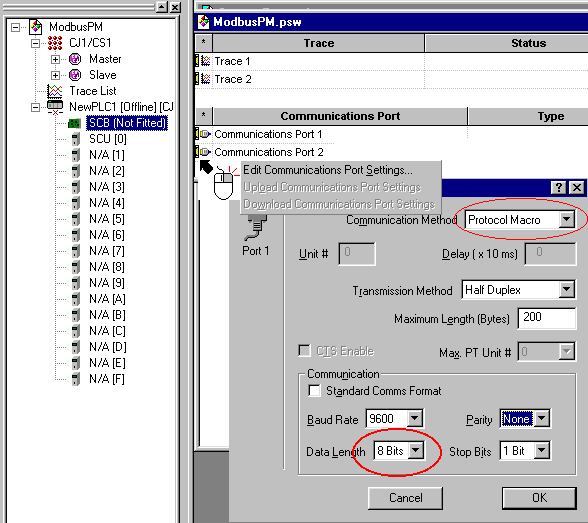 ModbusPM
CJ1/CS1
Master
Slave
Trace List
NewPLC1 [Offline] [CJ
SCB (Not Fitted)
SCU [0]
N/A [1]
N/A [2]
N/A [3]
N/A [4]
N/A [5]
N/A [6]
N/A [7]
N/A [8]
N/A [9]
N/A [A]
N/A [B]
N/A [C]
N/A [D]
N/A [E]
N/A [F]
ModbusPM.psw
* Trace Status
Trace 1
Trace 2
* Communications Port Type
Communications Port 1
Communications Port 2
Edit Communications Port Settings...
Upload Communications Port Settings
Download Communications Port Settings
Port 1
Communication Method Protocol Macro
Unit # 0 Delay ( x 10 ms) 0
Transmission Method Half Duplex
Maximum Length (Bytes) 200
CTS Enable Max. PT Unit # 0
Communication
Standard Comms Format
Baud Rate 9600 Parity None
Data Length 8 Bits Stop Bits 1 Bit
Cancel OK